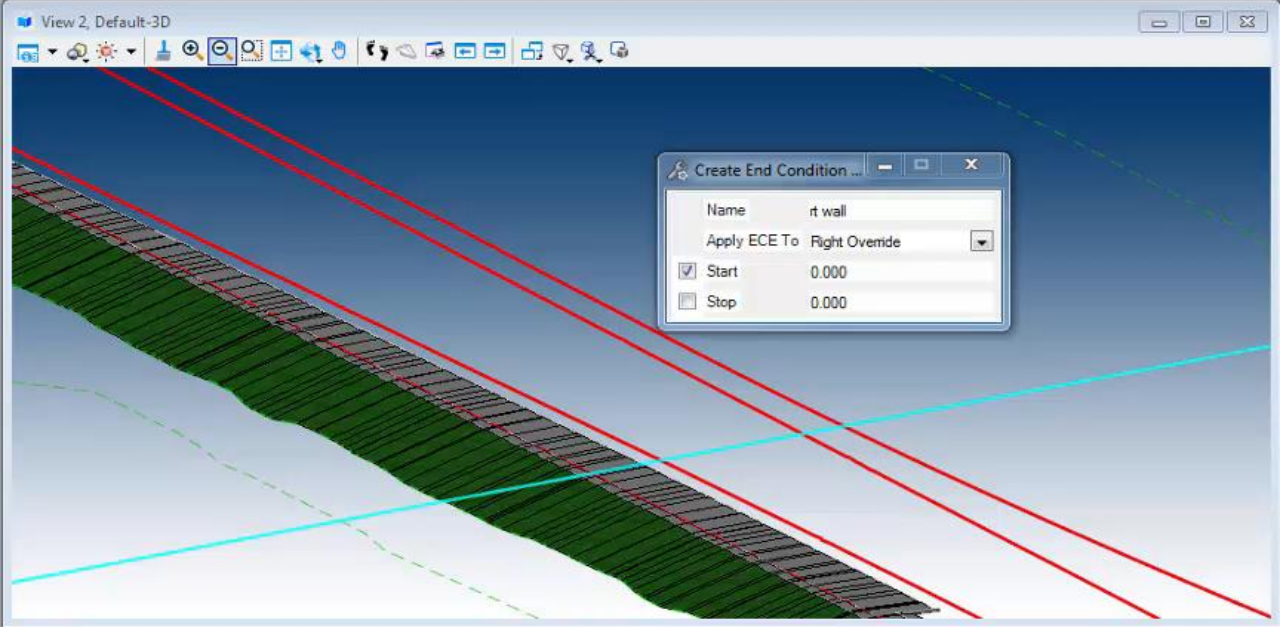 View 2, Default-3D
Create End Condition ...
Name rt wall
Apply ECE To Right Override
Start 0.000
Stop 0.000